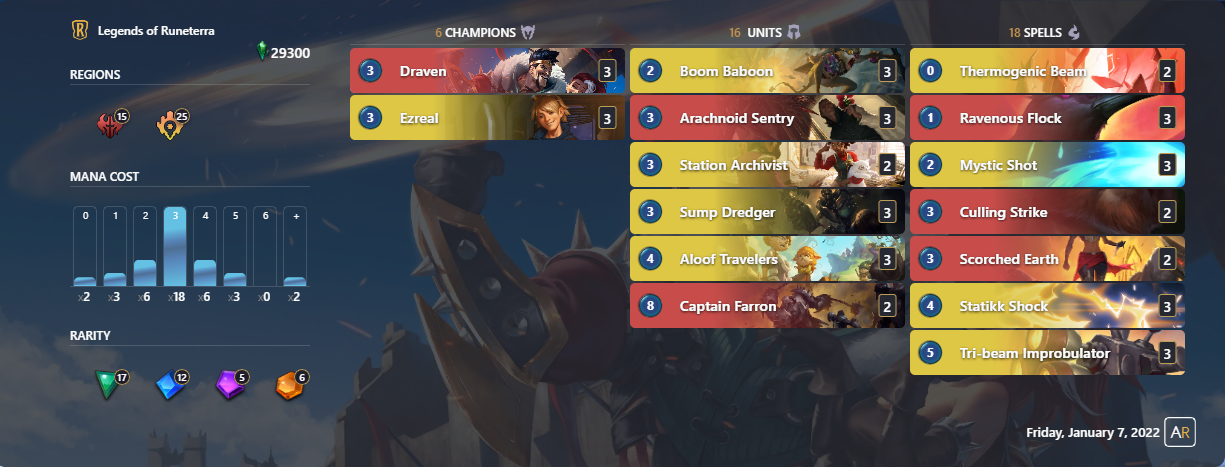 R Legends of Runeterra
29300
REGIONS
15 25
MANA COST
0 1 2 3 4 5 6 +
x2 x3 x6 x18 x6 x3 x0 x2
RARITY
17 12 5 6
6 CHAMPIONS
3 Draven 3
3 Ezreal 3
16 UNITS
2 Boom Baboon 3
3 Arachnoid Sentry 3
3 Station Archivist 2
3 Sump Dredger 3
4 Aloof Travelers 3
8 Captain Farron 2
18 SPELLS
0 Thermogenic Beam 2
1 Ravenous Flock 3
2 Mystic Shot 3
3 Culling Strike 2
3 Scorched Earth 2
4 Statikk Shock 3
5 Tri-beam Improbulator 3
Friday, January 7, 2022 AR